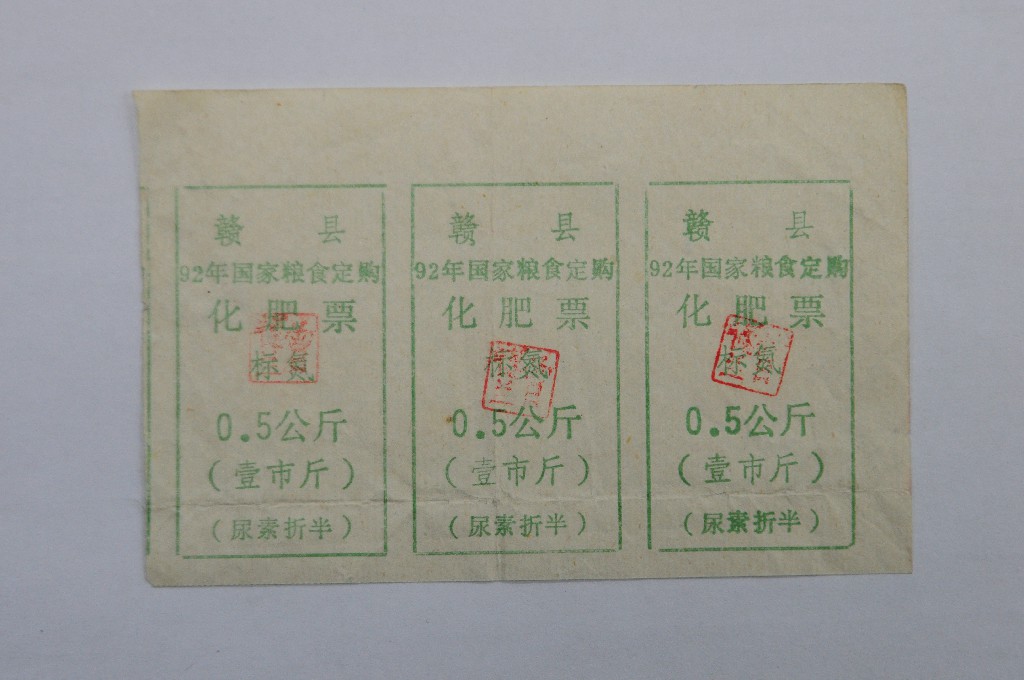 赣 县
92年国家粮食定购
化肥票
标氮
0.5公斤
(壹市斤)
(尿素折半)
赣 县
92年国家粮食定购
化肥票
标氮
0.5公斤
(壹市斤)
(尿素折半)
赣 县
92年国家粮食定购
化肥票
标氮
0.5公斤
(壹市斤)
(尿素折半)